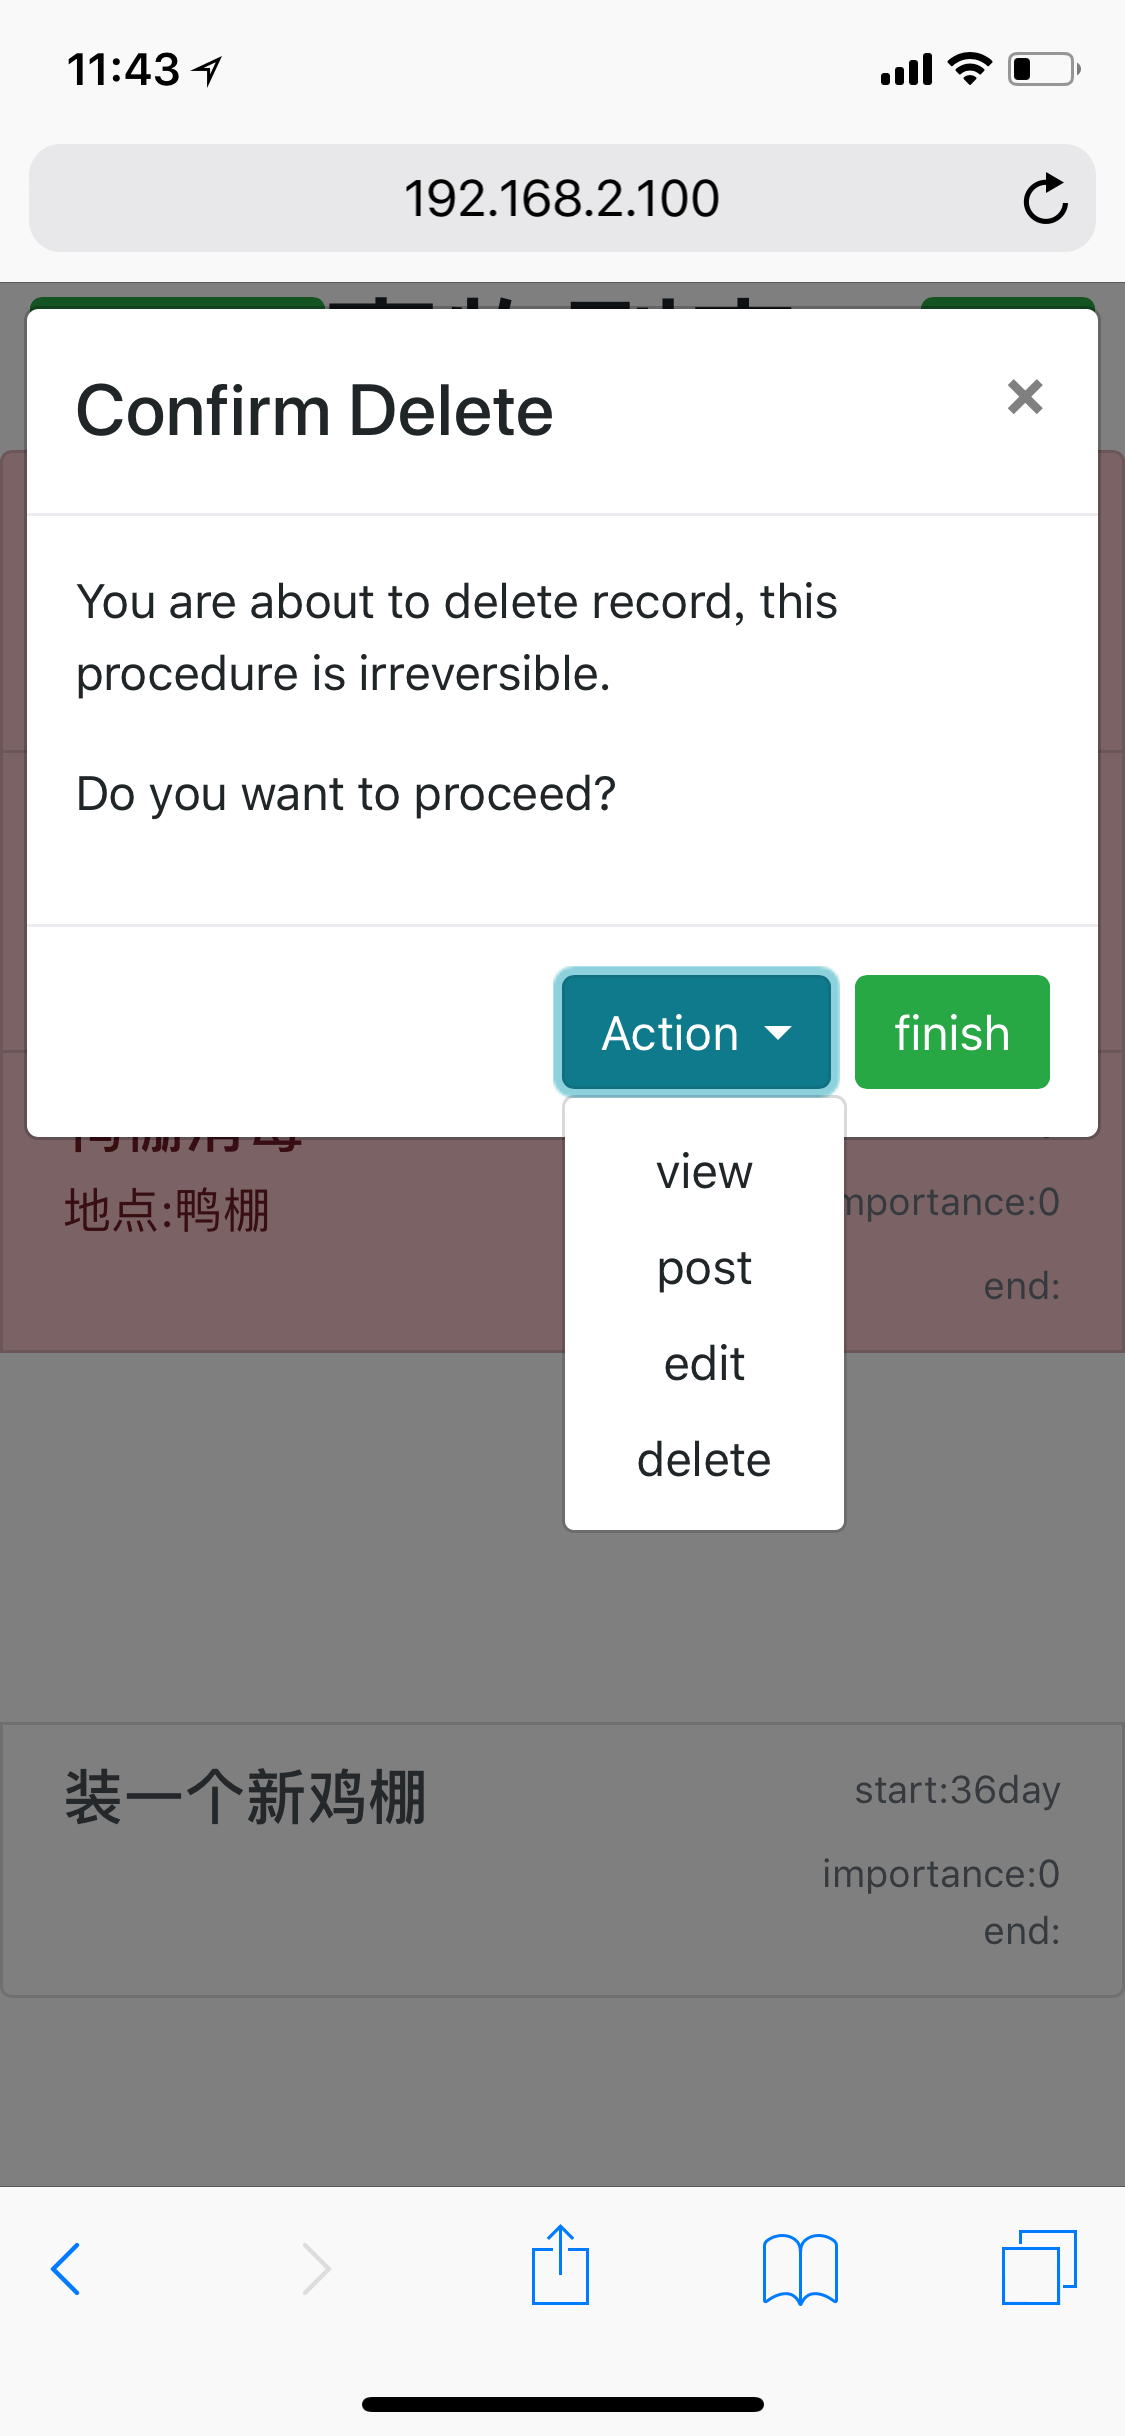 11:43
192.168.2.100
Confirm Delete
×
You are about to delete record, this
procedure is irreversible.
Do you want to proceed?
Action
finish
view
post
edit
delete
地点:鸭棚
mportance:0
end:
装一个新鸡棚
start:36day
importance:0
end: